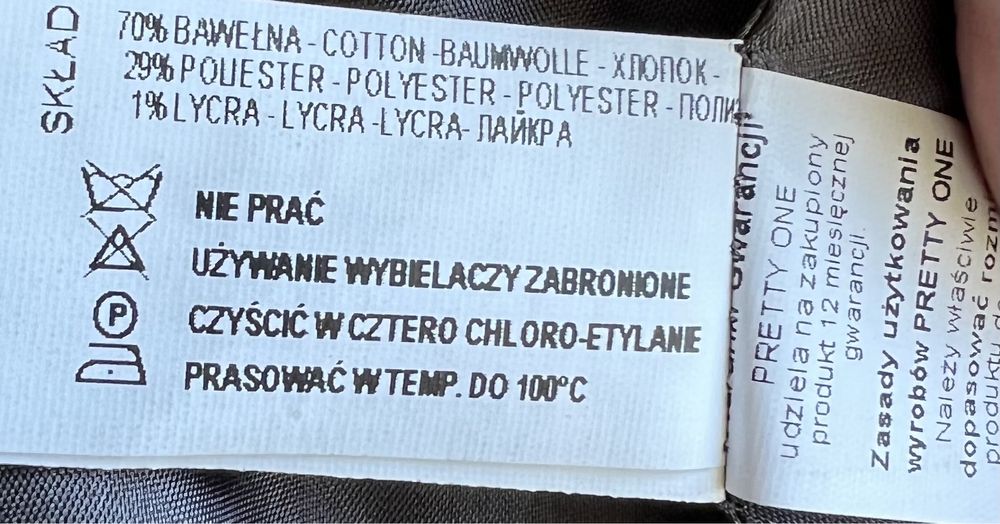 SKŁAD
70% BAWEŁNA - COTTON -BAUMWOLLE - ХЛОПОК -
29% POLIESTER - POLYESTER - POLYESTER - ПОЛИ
1% LYCRA - LYCRA -LYCRA- ЛАЙКРА
NIE PRAĆ
UŻYWANIE WYBIELACZY ZABRONIONE
P
CZYŚCIĆ W CZTERO CHLORO-ETYLANIE
PRASOWAĆ W TEMP. DO 100°C
gwarancji
PRETTY ONE
udziela na zakupiony
produkt 12 miesięcznej
gwarancji.
Zasady użytkowania
wyrobów PRETTY ONE
Należy właściwie
dopasować
produktu